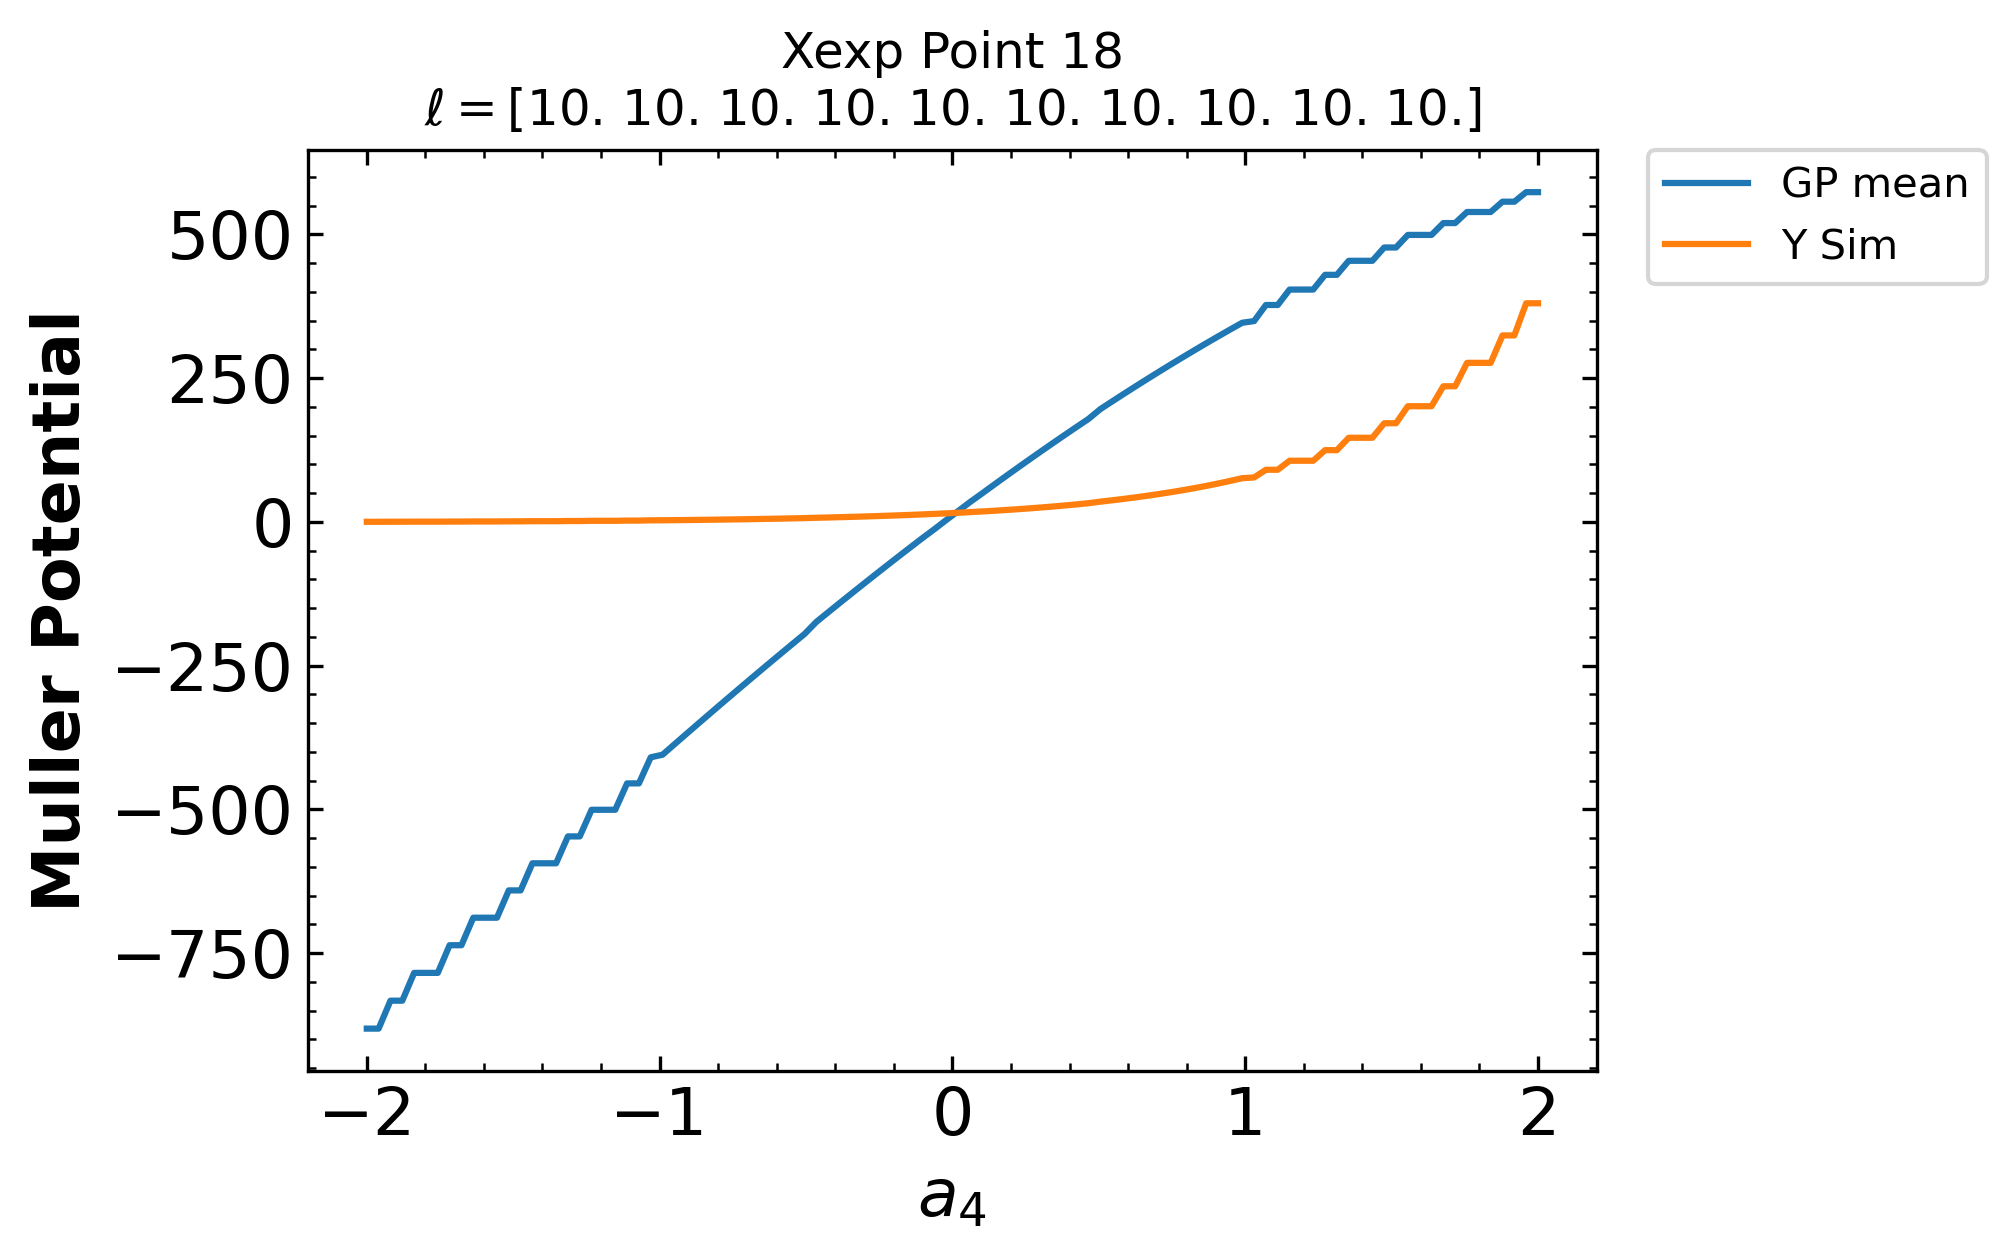 Xexp Point 18
ℓ = [10. 10. 10. 10. 10. 10. 10. 10. 10. 10.]
GP mean
Y Sim
Muller Potential
500
250
0
−250
−500
−750
−2 −1 0 1 2
a₄